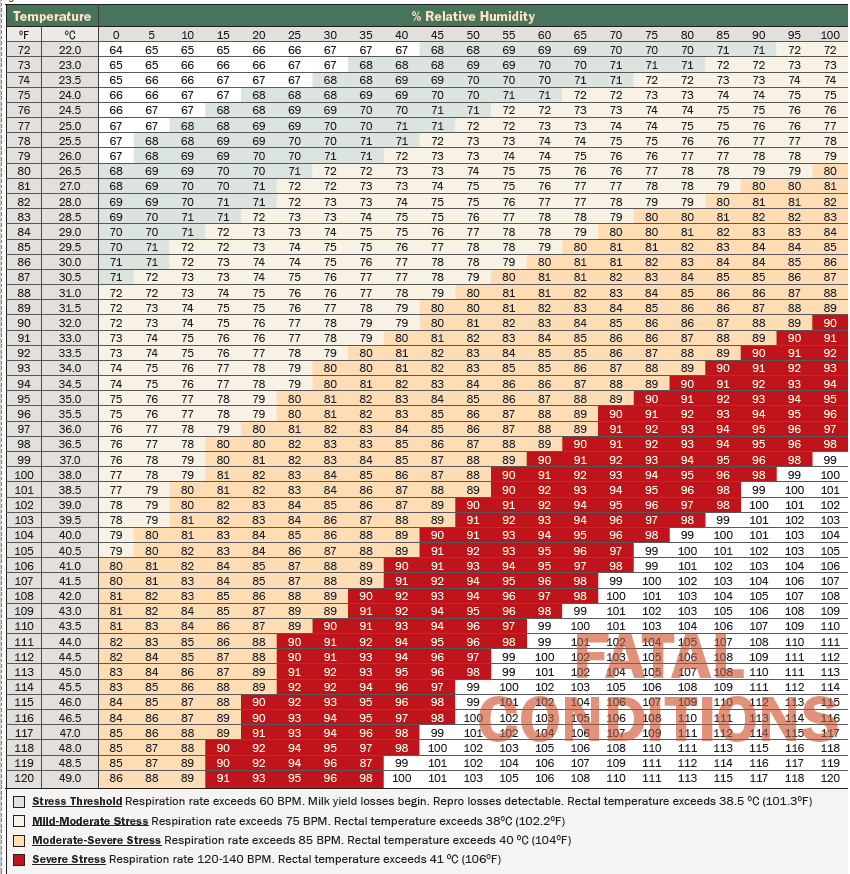 Temperature % Relative Humidity
ºF ºC 0 5 10 15 20 25 30 35 40 45 50 55 60 65 70 75 80 85 90 95 100
72 22.0 64 65 65 65 66 66 67 67 67 68 68 69 69 69 70 70 70 71 71 72 72
73 23.0 65 65 66 66 66 67 67 68 68 68 69 69 70 70 71 71 71 72 72 73 73
74 23.5 65 66 66 67 67 67 68 68 69 69 70 70 70 71 71 72 72 73 73 74 74
75 24.0 66 66 67 67 68 68 68 69 69 70 70 71 71 72 72 73 73 74 74 75 75
76 24.5 66 67 67 68 68 69 69 70 70 71 71 72 72 73 73 74 74 75 75 76 76
77 25.0 67 67 68 68 69 69 70 70 71 71 72 72 73 73 74 74 75 75 76 76 77
78 25.5 67 68 68 69 69 70 70 71 71 72 73 73 74 74 75 75 76 76 77 77 78
79 26.0 67 68 69 69 70 70 71 71 72 73 73 74 74 75 76 76 77 77 78 78 79
80 26.5 68 69 69 70 70 71 72 72 73 73 74 75 75 76 76 77 78 78 79 79 80
81 27.0 68 69 70 70 71 72 72 73 73 74 75 75 76 77 77 78 78 79 80 80 81
82 28.0 69 69 70 71 71 72 73 73 74 75 75 76 77 77 78 79 79 80 81 81 82
83 28.5 69 70 71 71 72 73 73 74 75 75 76 77 78 78 79 80 80 81 82 82 83
84 29.0 70 70 71 72 73 73 74 75 75 76 77 78 78 79 80 80 81 82 83 83 84
85 29.5 70 71 72 72 73 74 75 75 76 77 78 78 79 80 81 81 82 83 84 84 85
86 30.0 71 71 72 73 74 74 75 76 77 78 78 79 80 81 81 82 83 84 84 85 86
87 30.5 71 72 73 73 74 75 76 77 77 78 79 80 81 81 82 83 84 85 85 86 87
88 31.0 72 72 73 74 75 76 76 77 78 79 80 81 81 82 83 84 85 86 86 87 88
89 31.5 72 73 74 75 75 76 77 78 79 80 80 81 82 83 84 85 86 86 87 88 89
90 32.0 72 73 74 75 76 77 78 79 79 80 81 82 83 84 85 86 86 87 88 89 90
91 33.0 73 74 75 76 76 77 78 79 80 81 82 83 84 85 86 86 87 88 89 90 91
92 33.5 73 74 75 76 77 78 79 80 81 82 83 84 85 85 86 87 88 89 90 91 92
93 34.0 74 75 76 77 78 79 80 80 81 82 83 85 85 86 87 88 89 90 91 92 93
94 34.5 74 75 76 77 78 79 80 81 82 83 84 86 86 87 88 89 90 91 92 93 94
95 35.0 75 76 77 78 79 80 81 82 83 84 85 86 87 88 89 90 91 92 93 94 95
96 35.5 75 76 77 78 79 80 81 82 83 85 86 87 88 89 90 91 92 93 94 95 96
97 36.0 76 77 78 79 80 81 82 83 84 85 86 87 88 89 91 92 93 94 95 96 97
98 36.5 76 77 78 80 80 82 83 83 85 86 87 88 89 90 91 92 93 94 95 96 98
99 37.0 76 78 79 80 81 82 83 84 85 87 88 89 90 91 92 93 94 95 96 98 99
100 38.0 77 78 79 81 82 83 84 85 86 87 88 90 91 92 93 94 95 96 98 99 100
101 38.5 77 79 80 81 82 83 84 86 87 88 89 90 92 93 94 95 96 98 99 100 101
102 39.0 78 79 80 82 83 84 85 86 87 89 90 91 92 94 95 96 97 98 100 101 102
103 39.5 78 79 81 82 83 84 86 87 88 89 91 92 93 94 96 97 98 99 101 102 103
104 40.0 79 80 81 83 84 85 86 88 89 90 91 93 94 95 96 98 99 100 101 103 104
105 40.5 79 80 82 83 84 86 87 88 89 91 92 93 95 96 97 99 100 101 102 103 105
106 41.0 80 81 82 84 85 87 88 89 90 91 93 94 95 97 98 99 101 102 103 104 106
107 41.5 80 81 83 84 85 87 88 89 91 92 94 95 96 98 99 100 102 103 104 106 107
108 42.0 81 82 83 85 86 88 89 90 92 93 94 96 97 98 100 101 103 104 105 107 108
109 43.0 81 82 84 85 87 89 89 91 92 94 95 96 98 99 101 102 103 105 106 108 109
110 43.5 81 83 84 86 87 89 90 91 93 94 96 97 99 100 101 103 104 106 107 109 110
111 44.0 82 83 85 86 88 90 91 92 94 95 96 98 99 101 102 104 105 107 108 110 111
112 44.5 82 84 85 87 88 90 91 93 94 96 97 99 100 102 103 105 106 108 109 111 112
113 45.0 83 84 86 87 89 91 92 93 95 96 98 99 101 102 104 105 107 108 110 111 113
114 45.5 83 85 86 88 89 92 92 94 96 97 99 100 102 103 105 106 108 109 111 112 114
115 46.0 84 85 87 88 90 92 93 95 96 98 99 101 102 104 106 107 109 110 112 113 115
116 46.5 84 86 87 89 90 93 94 95 97 98 100 102 103 105 106 108 110 111 113 114 116
117 47.0 85 86 88 89 91 93 94 96 98 99 101 102 104 106 107 109 111 112 114 115 117
118 48.0 85 87 88 90 92 94 95 97 98 100 102 103 105 106 108 110 111 113 115 116 118
119 48.5 85 87 89 90 92 94 96 97 99 101 102 104 106 107 109 111 112 114 116 117 119
120 49.0 86 88 89 91 93 95 96 98 100 101 103 105 106 108 110 111 113 115 117 118 120
FATAL
CONDITIONS
Stress Threshold Respiration rate exceeds 60 BPM. Milk yield losses begin. Repro losses detectable. Rectal temperature exceeds 38.5 ºC (101.3ºF)
Mild-Moderate Stress Respiration rate exceeds 75 BPM. Rectal temperature exceeds 38ºC (102.2ºF)
Moderate-Severe Stress Respiration rate exceeds 85 BPM. Rectal temperature exceeds 40 ºC (104ºF)
Severe Stress Respiration rate 120-140 BPM. Rectal temperature exceeds 41 ºC (106ºF)